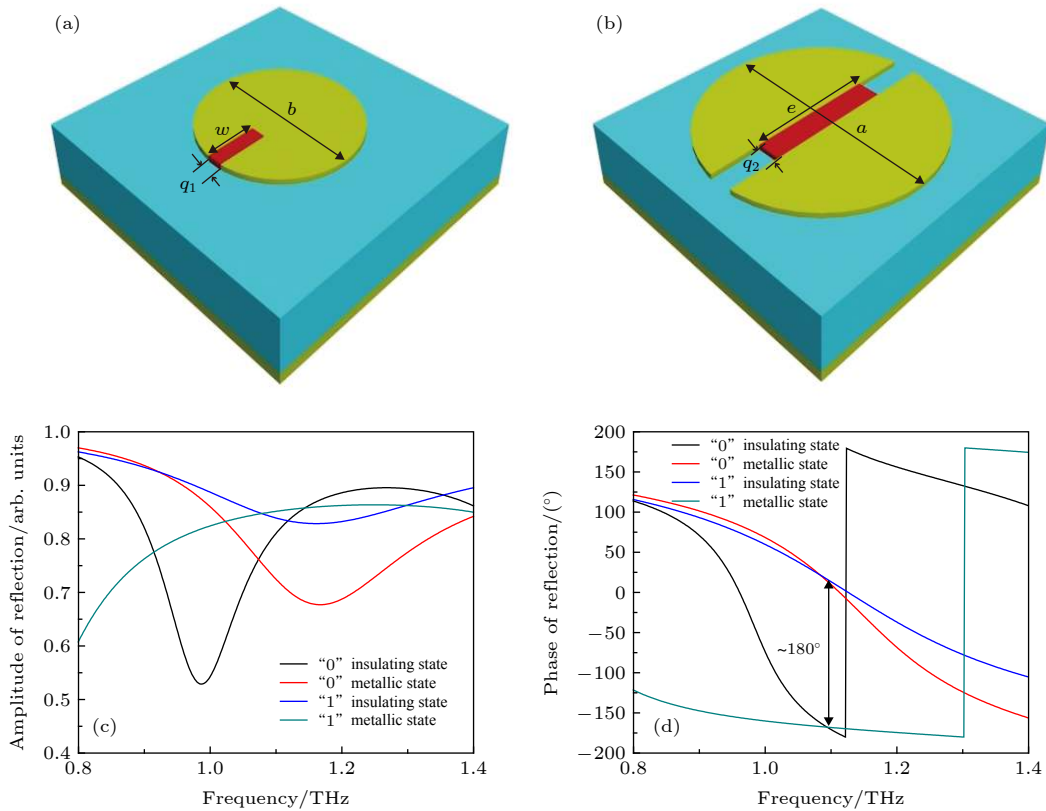 (a)
b
w
q1
(b)
e
a
q2
1.0
0.9
0.8
0.7
0.6
0.5
0.4
Amplitude of reflection/arb. units
“0” insulating state
“0” metallic state
“1” insulating state
“1” metallic state
(c)
0.8
1.0
1.2
1.4
Frequency/THz
200
150
100
50
0
−50
−100
−150
−200
Phase of reflection/(°)
“0” insulating state
“0” metallic state
“1” insulating state
“1” metallic state
~180°
(d)
0.8
1.0
1.2
1.4
Frequency/THz